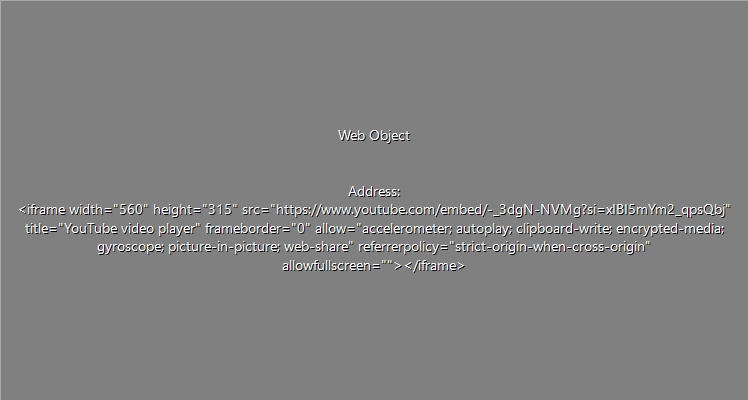 Web Object
Address:
<iframe width="560" height="315" src="https://www.youtube.com/embed/-_3dgN-NVMg?si=xlBI5mYm2_qpsQbj"
title="YouTube video player" frameborder="0" allow="accelerometer; autoplay; clipboard-write; encrypted-media;
gyroscope; picture-in-picture; web-share" referrerpolicy="strict-origin-when-cross-origin"
allowfullscreen=""></iframe>